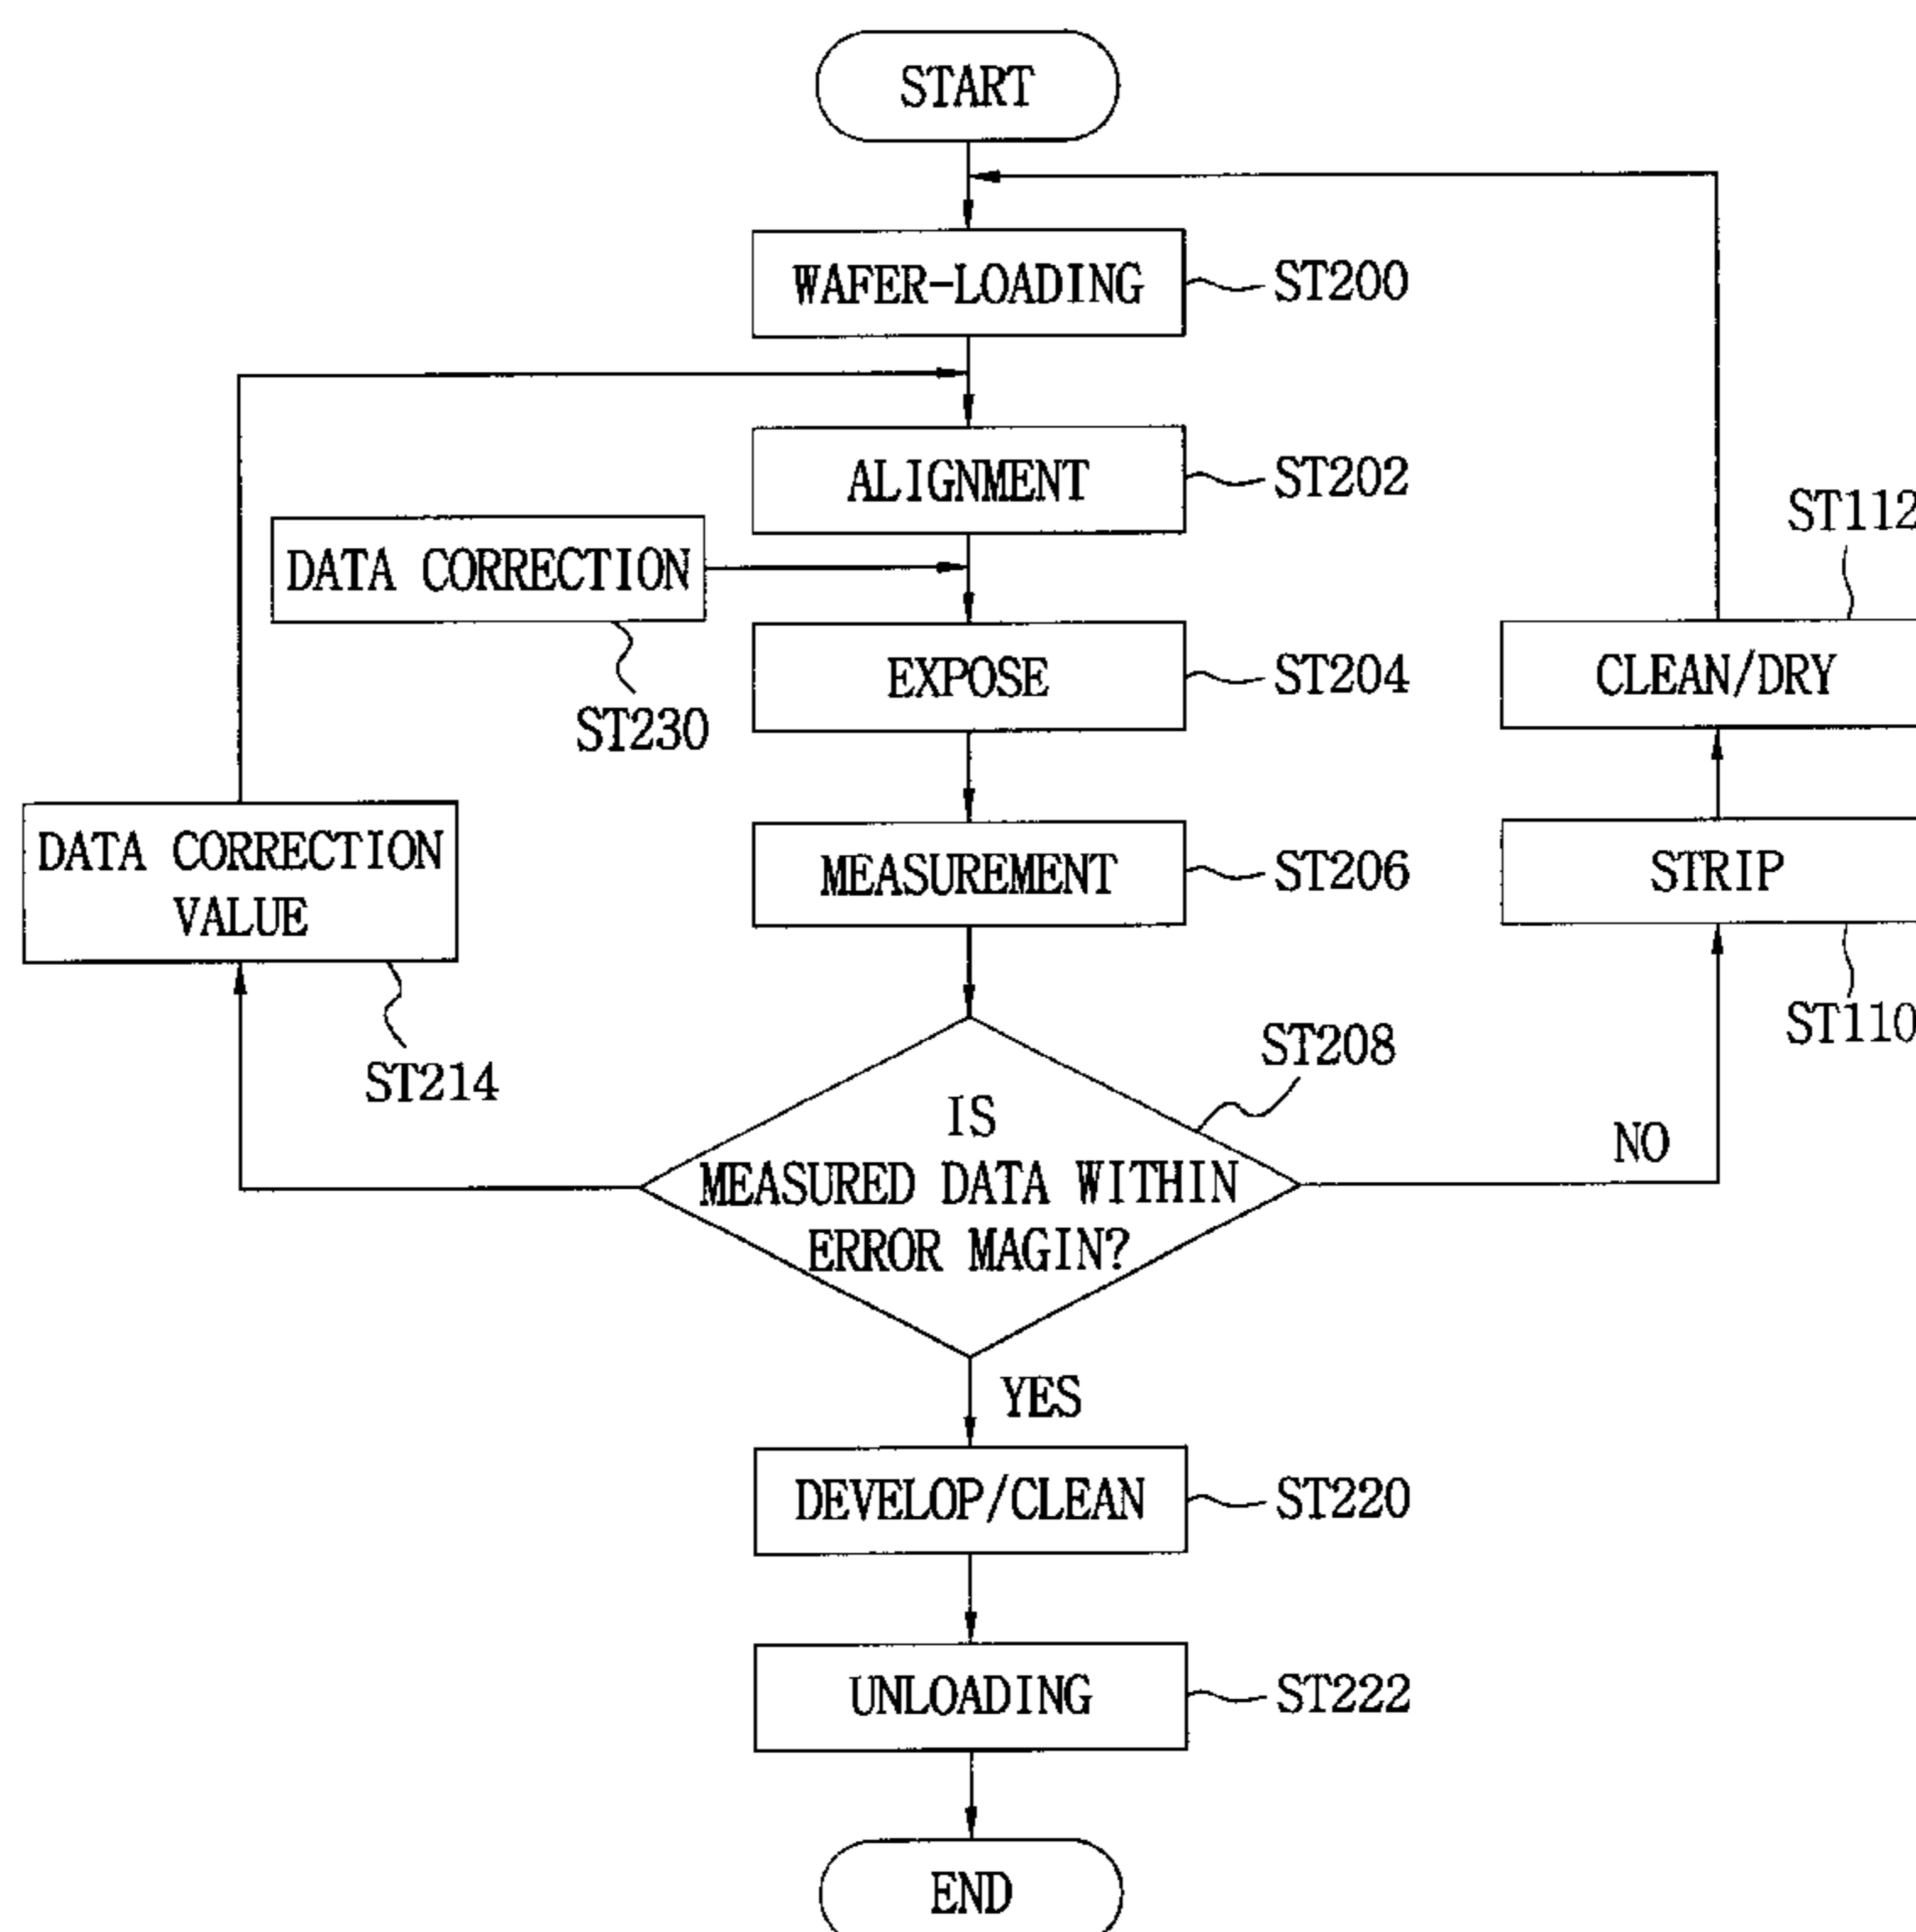 START
WAFER-LOADING
ST200
ALIGNMENT
ST202
DATA CORRECTION
ST230
ST112
EXPOSE
ST204
CLEAN/DRY
DATA CORRECTION
VALUE
ST214
MEASUREMENT
ST206
STRIP
ST110
ST208
IS
MEASURED DATA WITHIN
ERROR MAGIN?
NO
YES
DEVELOP/CLEAN
ST220
UNLOADING
ST222
END